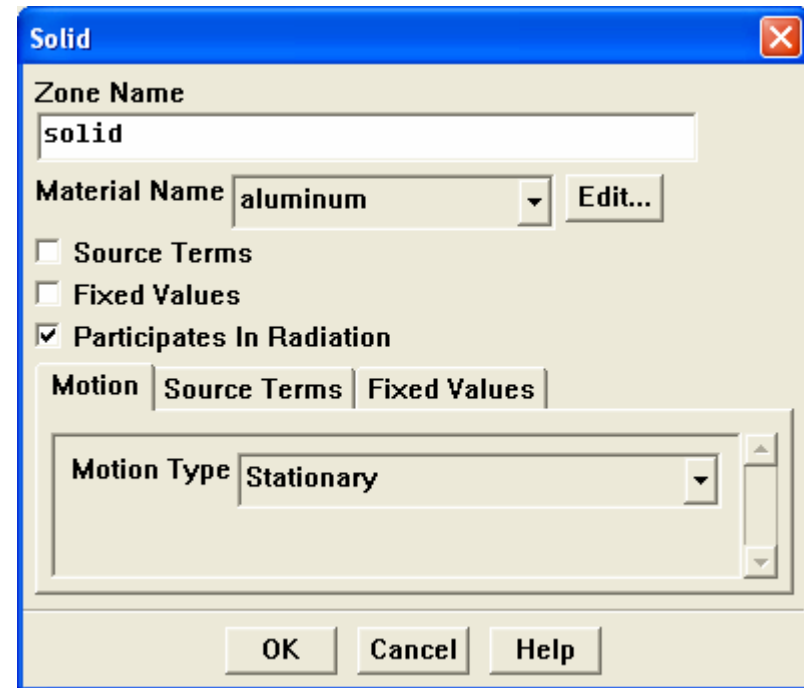 Solid
Zone Name
solid
Material Name aluminum Edit...
Source Terms
Fixed Values
Participates In Radiation
Motion Source Terms Fixed Values
Motion Type Stationary
OK Cancel Help